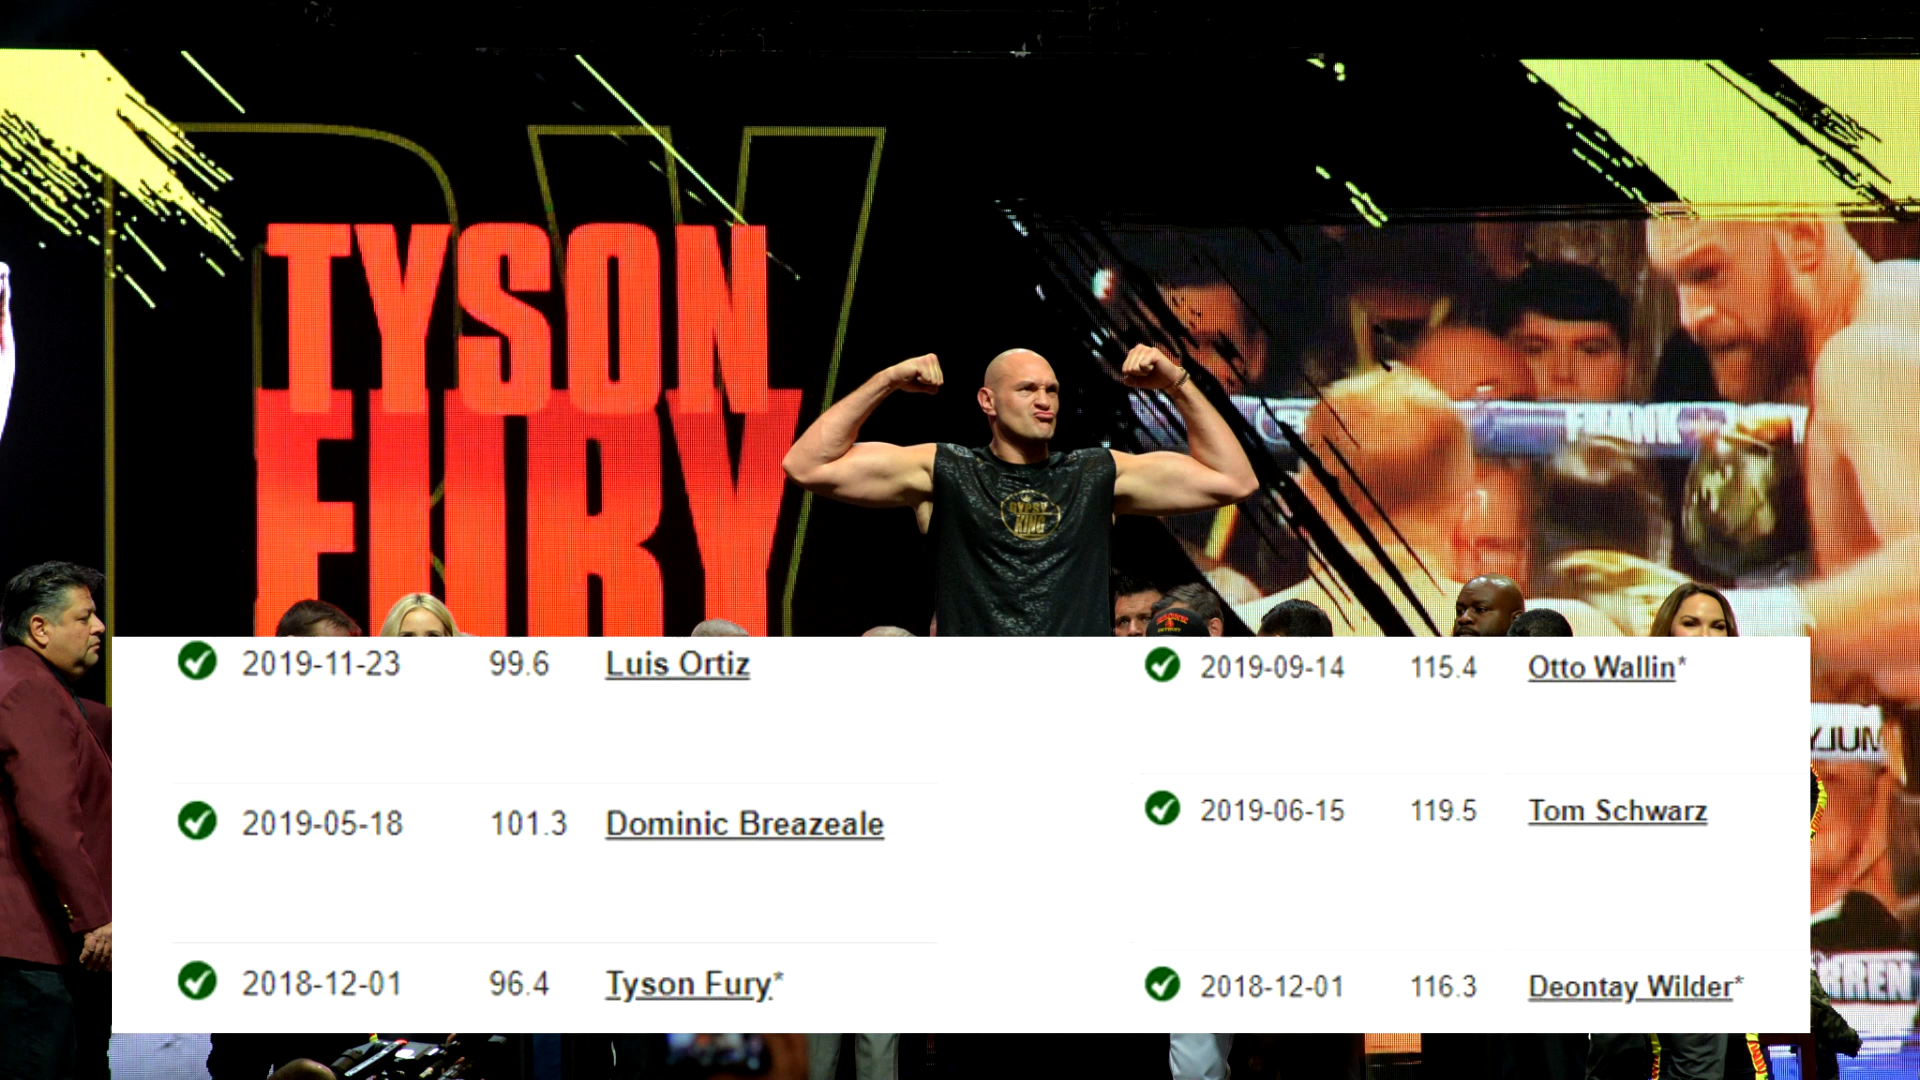 TYSON
FURY
GYPSY
KING
FRANK
2019-11-23 99.6 Luis Ortiz
2019-05-18 101.3 Dominic Breazeale
2018-12-01 96.4 Tyson Fury*
2019-09-14 115.4 Otto Wallin*
2019-06-15 119.5 Tom Schwarz
2018-12-01 116.3 Deontay Wilder*